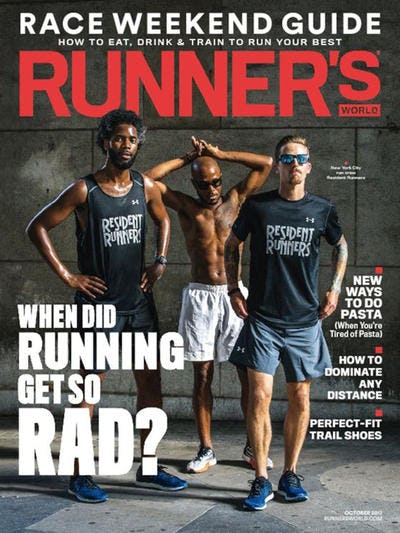 RACE WEEKEND GUIDE
HOW TO EAT, DRINK & TRAIN TO RUN YOUR BEST
RUNNER'S
WORLD
New York City
run crew
Resident Runners
RESIDENT
RUNNERS
RESIDENT
RUNNERS
NEW
WAYS
TO DO
PASTA
(When You're
Tired of Pasta)
HOW TO
DOMINATE
ANY
DISTANCE
PERFECT-FIT
TRAIL SHOES
WHEN DID
RUNNING
GET SO
RAD?
OCTOBER 2017
RUNNERSWORLD.COM